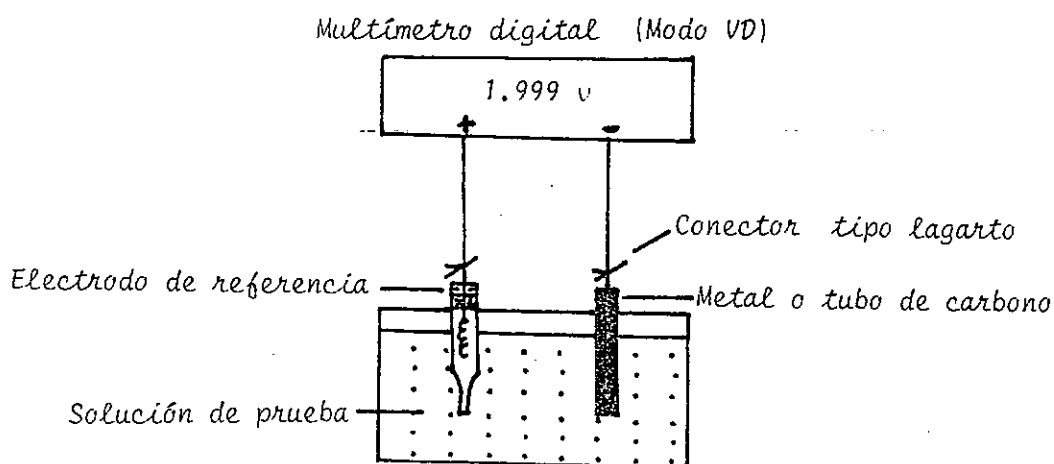 Multímetro digital (Modo VD)
1.999 v
+ -
Conector tipo lagarto
Electrodo de referencia
Metal o tubo de carbono
Solución de prueba